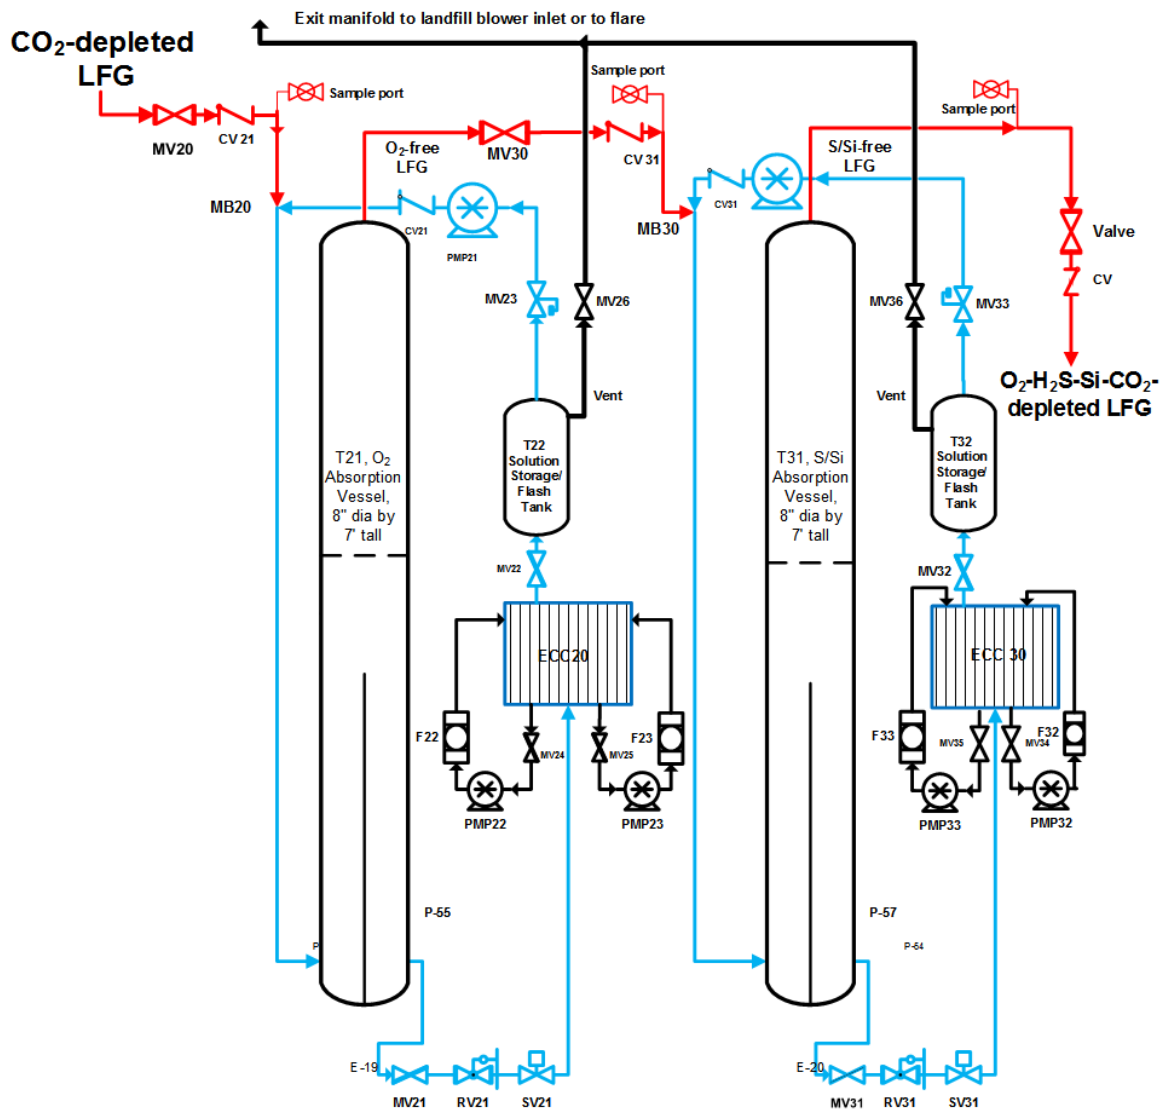 Exit manifold to landfill blower inlet or to flare
CO2-depleted
LFG
Sample port
MV20
CV 21
Sample port
Sample port
O2-free
LFG
MV30
CV 31
S/Si-free
LFG
MB20
CV21
PMP21
MB30
CV31
Valve
CV
MV23
MV26
MV36
MV33
O2-H2S-Si-CO2-
depleted LFG
Vent
Vent
T21, O2
Absorption
Vessel,
8" dia by
7' tall
T22
Solution
Storage/
Flash
Tank
T31, S/Si
Absorption
Vessel,
8" dia by
7' tall
T32
Solution
Storage/
Flash
Tank
MV22
MV32
ECC20
ECC 30
F22
MV24
MV25
F23
F33
MV35
MV34
F32
PMP22
PMP23
PMP33
PMP32
P-55
P-57
P
P-64
E-19
E-20
MV21
RV21
SV21
MV31
RV31
SV31